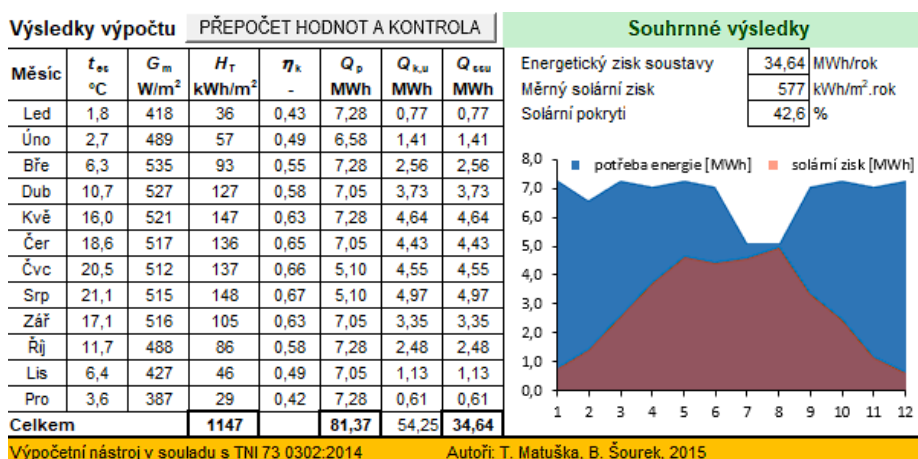 Výsledky výpočtu PŘEPOČET HODNOT A KONTROLA
Měsíc tes Gm HT ηk Qp Qk,u Qssu
°C W/m² kWh/m² - MWh MWh MWh
Led 1,8 418 36 0,43 7,28 0,77 0,77
Úno 2,7 489 57 0,49 6,58 1,41 1,41
Bře 6,3 535 93 0,55 7,28 2,56 2,56
Dub 10,7 527 127 0,58 7,05 3,73 3,73
Kvě 16,0 521 147 0,63 7,28 4,64 4,64
Čer 18,6 517 136 0,65 7,05 4,43 4,43
Čvc 20,5 512 137 0,66 5,10 4,55 4,55
Srp 21,1 515 148 0,67 5,10 4,97 4,97
Zář 17,1 516 105 0,63 7,05 3,35 3,35
Říj 11,7 488 86 0,58 7,28 2,48 2,48
Lis 6,4 427 46 0,49 7,05 1,13 1,13
Pro 3,6 387 29 0,42 7,28 0,61 0,61
Celkem 1147 81,37 54,25 34,64
Souhrnné výsledky
Energetický zisk soustavy 34,64 MWh/rok
Měrný solární zisk 577 kWh/m².rok
Solární pokrytí 42,6 %
potřeba energie [MWh] solární zisk [MWh]
8,0
7,0
6,0
5,0
4,0
3,0
2,0
1,0
0,0
1 2 3 4 5 6 7 8 9 10 11 12
Výpočetní nástroj v souladu s TNI 73 0302:2014 Autoři: T. Matuška, B. Šourek, 2015